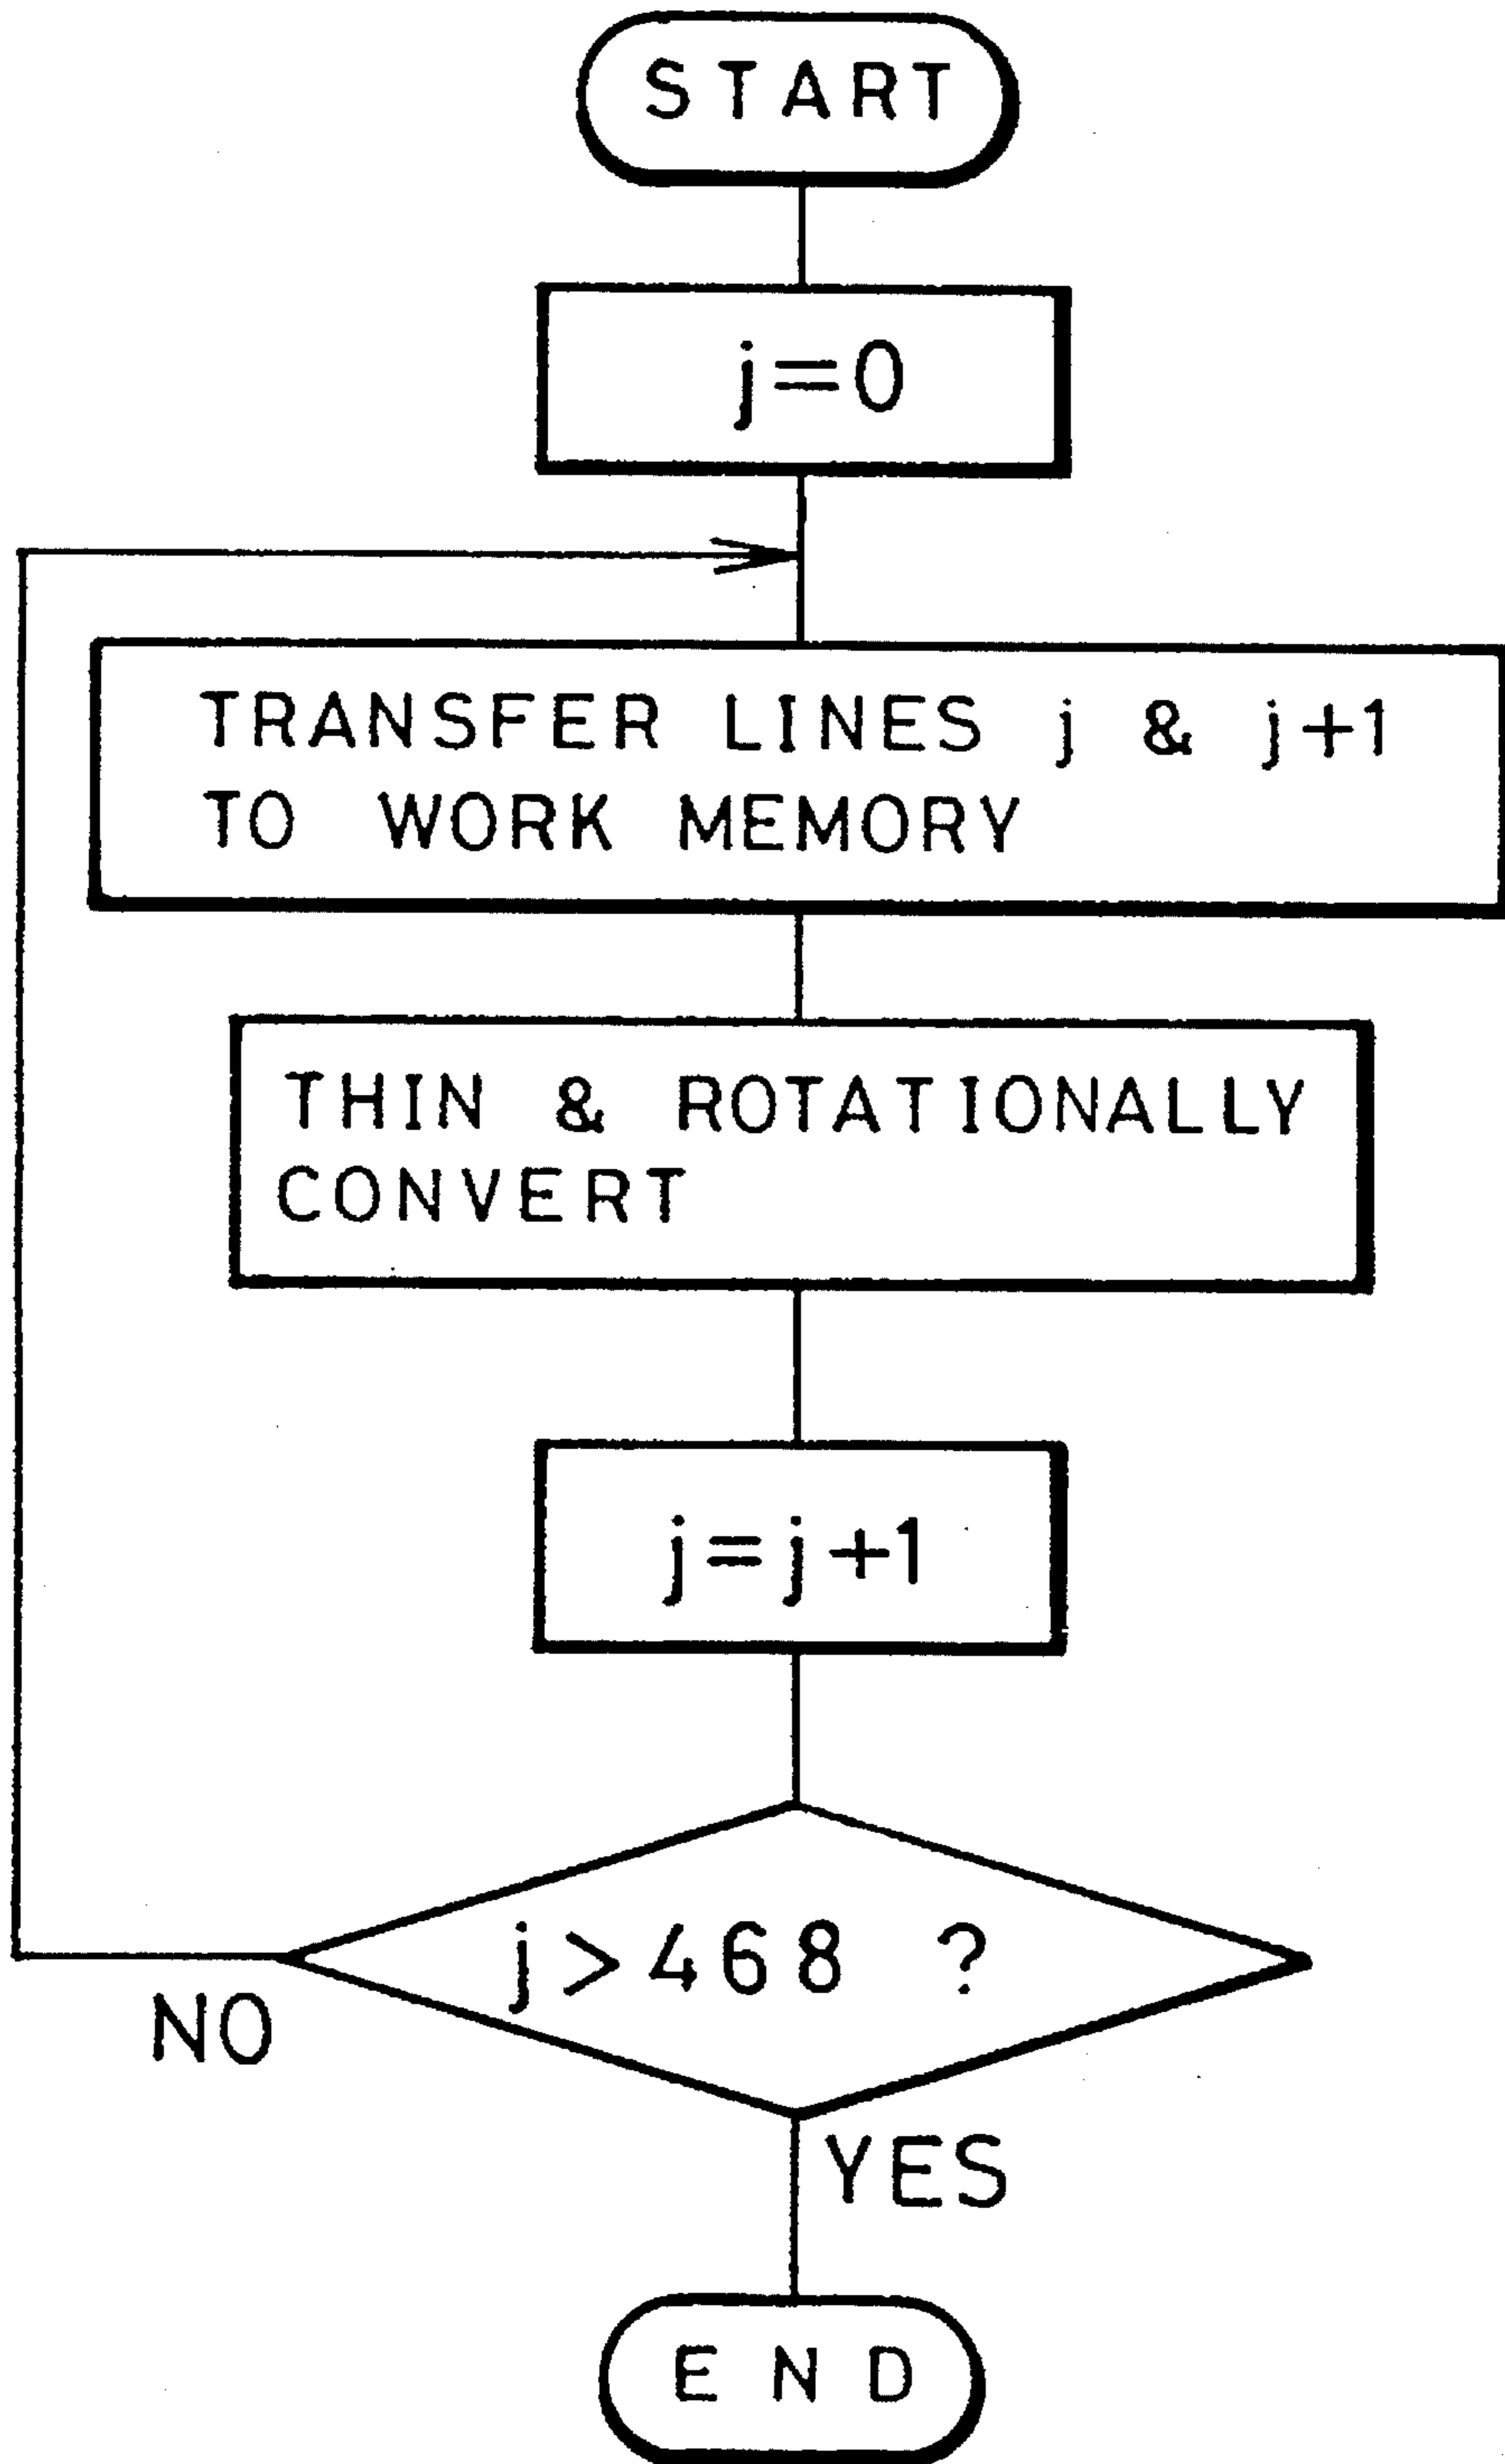 START
j=0
TRANSFER LINES j & j+1
TO WORK MEMORY
THIN & ROTATIONALLY
CONVERT
j=j+1
j>468 ?
NO
YES
END